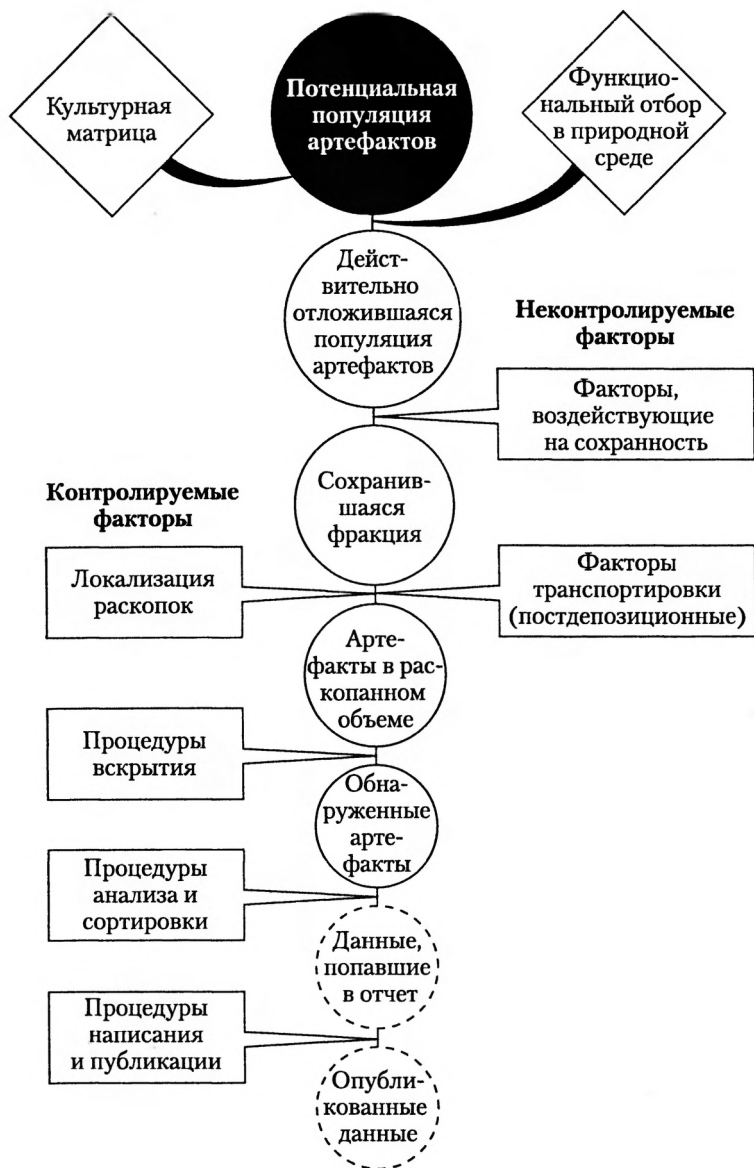 Культурная
матрица
Потенциальная
популяция
артефактов
Функцио-
нальный отбор
в природной
среде
Дейст-
вительно
отложившаяся
популяция
артефактов
Неконтролируемые
факторы
Факторы,
воздействующие
на сохранность
Сохранив-
шаяся
фракция
Контролируемые
факторы
Локализация
раскопок
Факторы
транспортировки
(постдепозиционные)
Арте-
факты в рас-
копанном
объеме
Процедуры
вскрытия
Обна-
руженные
арте-
факты
Процедуры
анализа и
сортировки
Данные,
попавшие
в отчет
Процедуры
написания
и публикации
Опубли-
кованные
данные